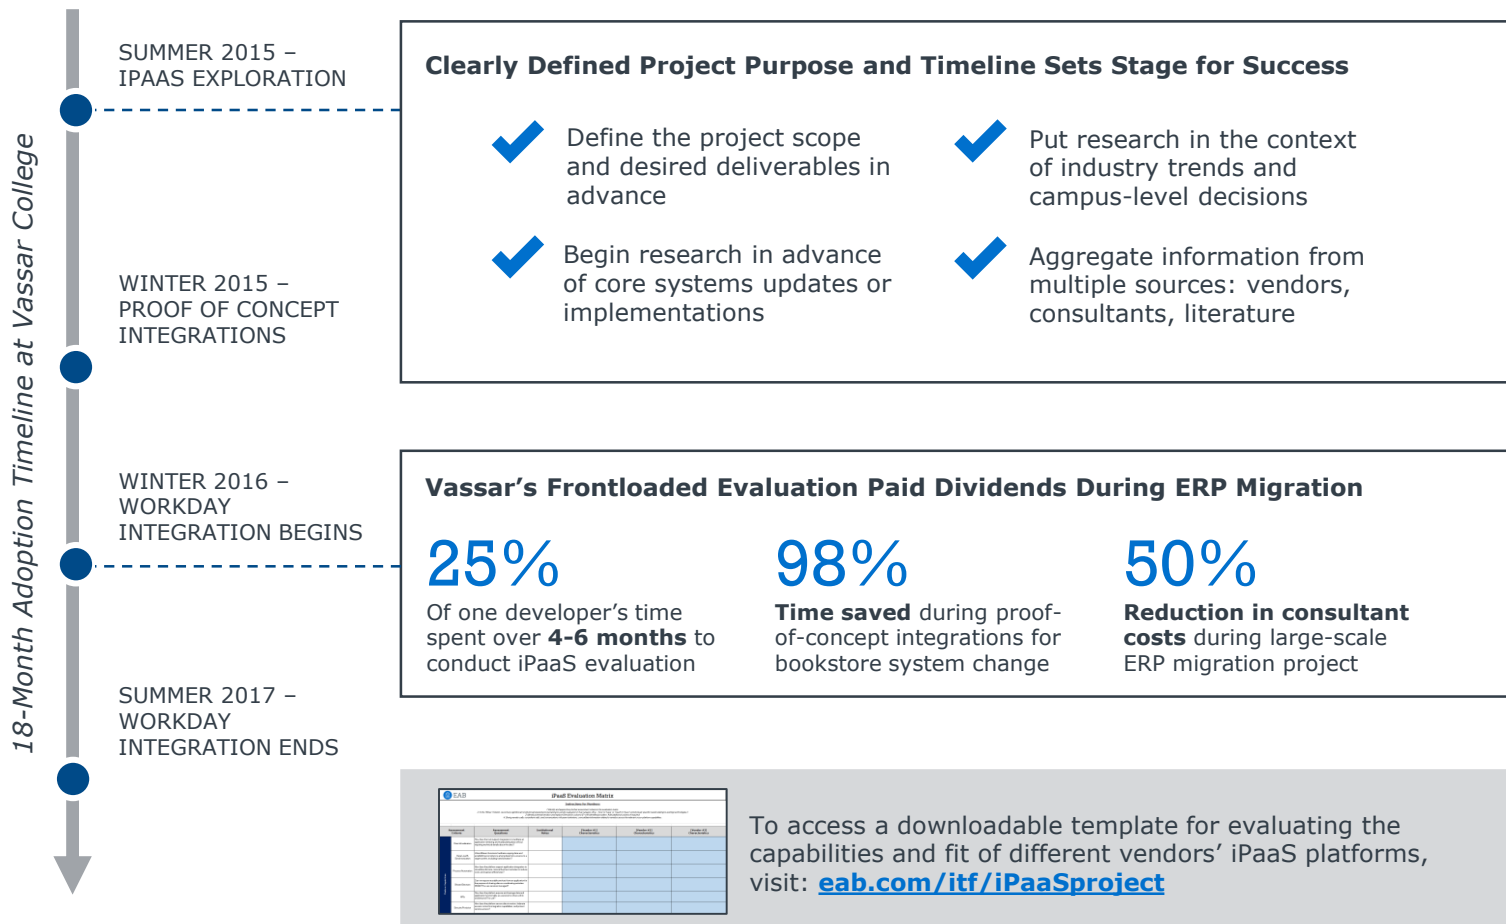 18-Month Adoption Timeline at Vassar College
SUMMER 2015 –
IPAAS EXPLORATION
WINTER 2015 –
PROOF OF CONCEPT
INTEGRATIONS
WINTER 2016 –
WORKDAY
INTEGRATION BEGINS
SUMMER 2017 –
WORKDAY
INTEGRATION ENDS
Clearly Defined Project Purpose and Timeline Sets Stage for Success
Define the project scope
and desired deliverables in
advance
Put research in the context
of industry trends and
campus-level decisions
Begin research in advance
of core systems updates or
implementations
Aggregate information from
multiple sources: vendors,
consultants, literature
Vassar’s Frontloaded Evaluation Paid Dividends During ERP Migration
25%
Of one developer’s time
spent over 4-6 months to
conduct iPaaS evaluation
98%
Time saved during proof-
of-concept integrations for
bookstore system change
50%
Reduction in consultant
costs during large-scale
ERP migration project
EAB
iPaaS Evaluation Matrix
To access a downloadable template for evaluating the
capabilities and fit of different vendors’ iPaaS platforms,
visit: eab.com/itf/iPaaSproject